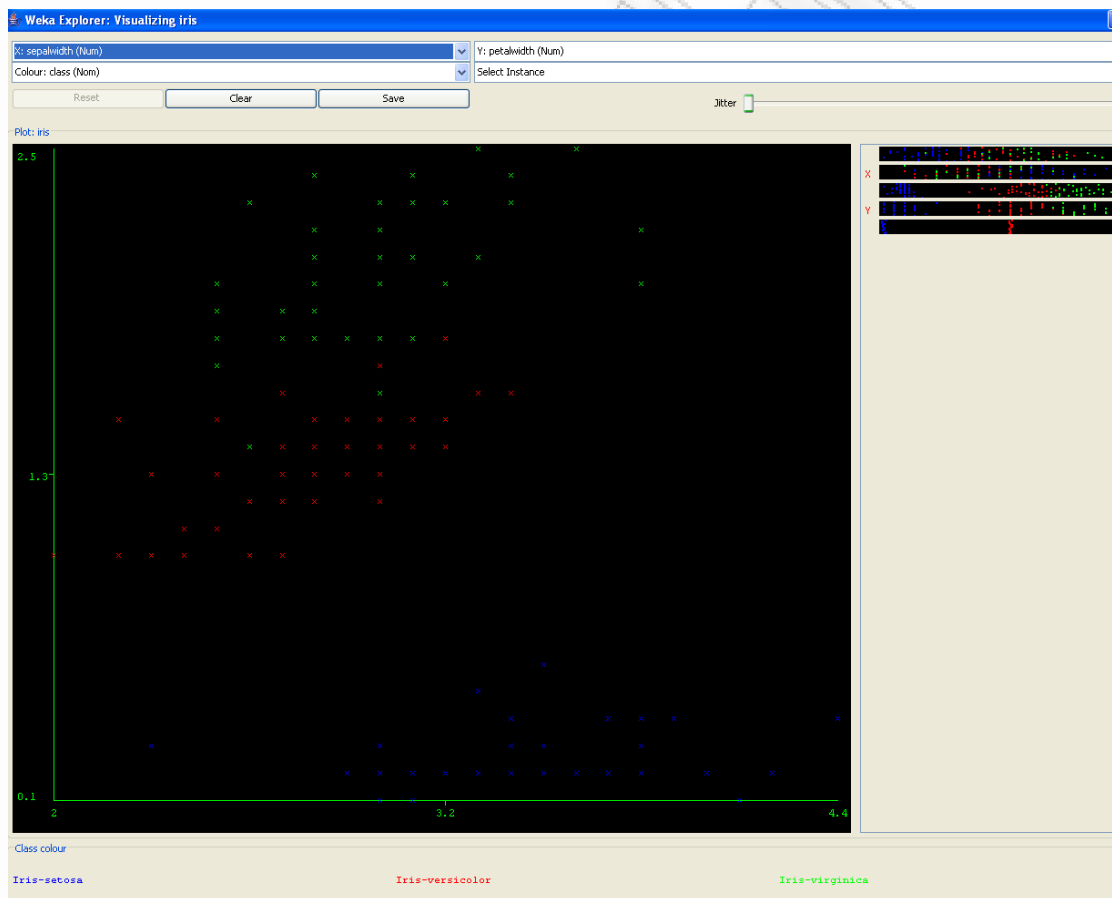 Weka Explorer: Visualizing iris
X: sepalwidth (Num)
Y: petalwidth (Num)
Colour: class (Nom)
Select Instance
Reset
Clear
Save
Jitter
Plot: iris
2.5
X
Y
1.3
0.1
2
3.2
4.4
Class colour
Iris-setosa
Iris-versicolor
Iris-virginica